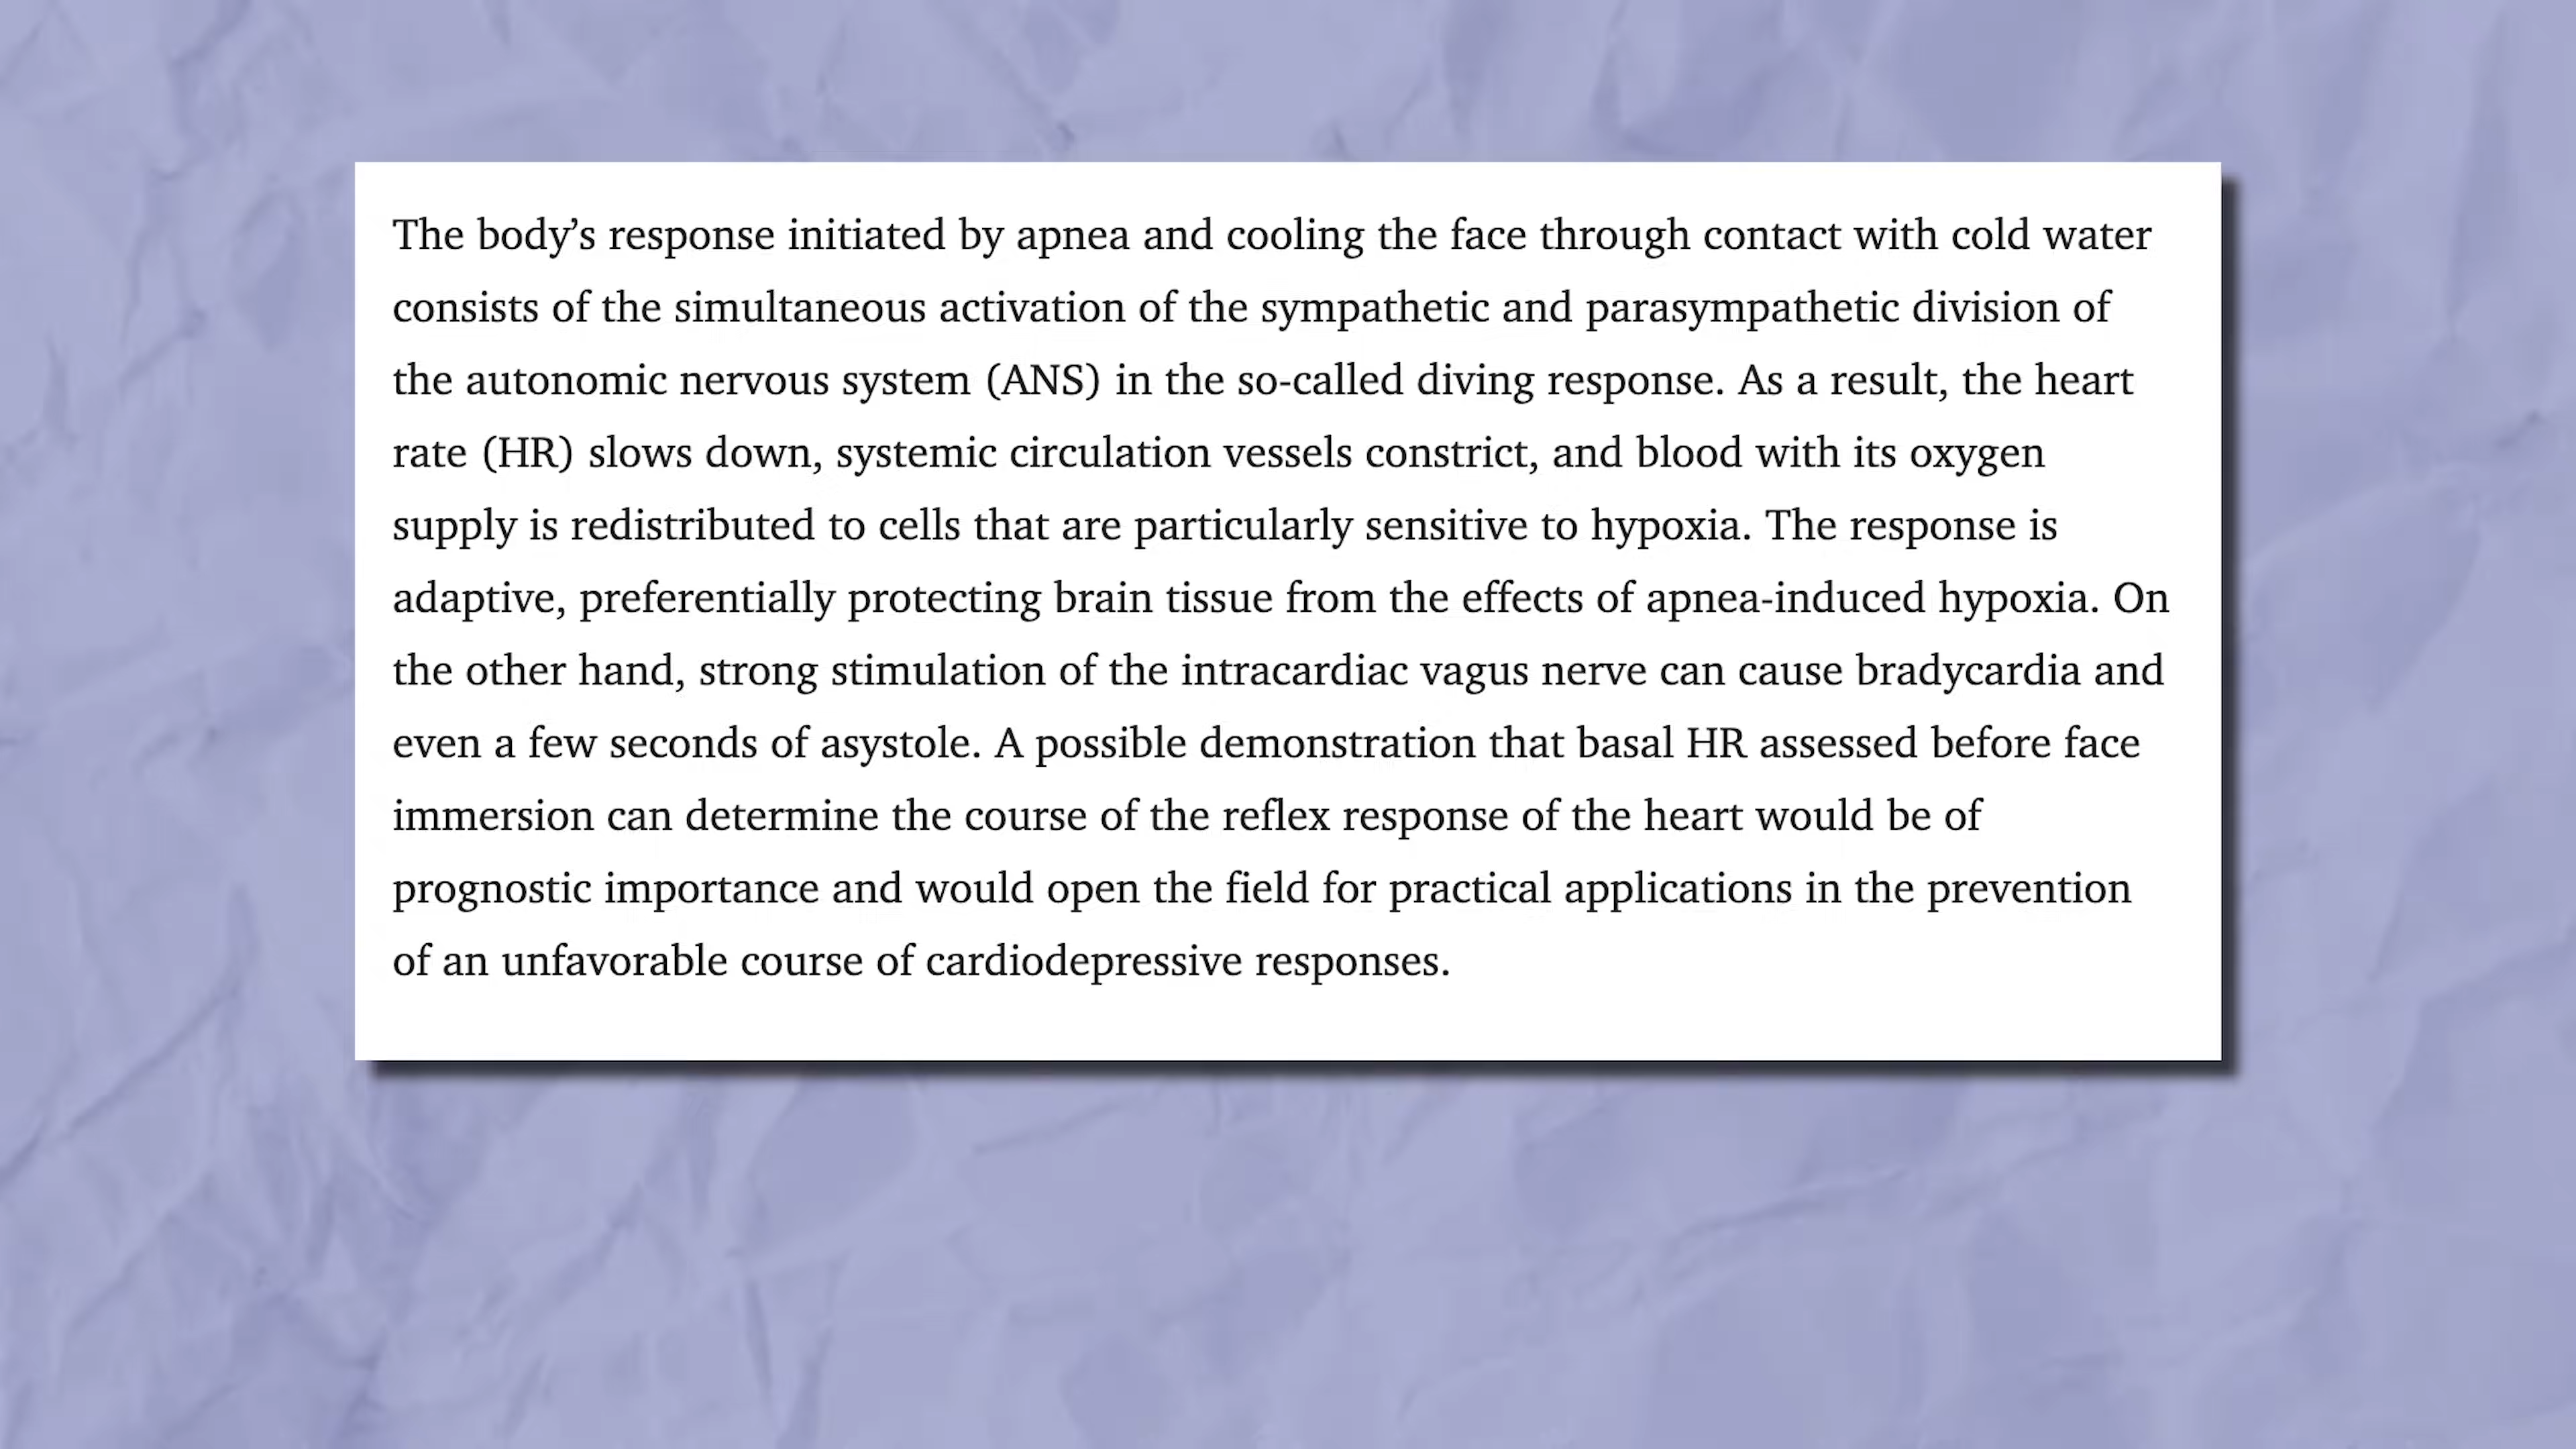 The body’s response initiated by apnea and cooling the face through contact with cold water
consists of the simultaneous activation of the sympathetic and parasympathetic division of
the autonomic nervous system (ANS) in the so-called diving response. As a result, the heart
rate (HR) slows down, systemic circulation vessels constrict, and blood with its oxygen
supply is redistributed to cells that are particularly sensitive to hypoxia. The response is
adaptive, preferentially protecting brain tissue from the effects of apnea-induced hypoxia. On
the other hand, strong stimulation of the intracardiac vagus nerve can cause bradycardia and
even a few seconds of asystole. A possible demonstration that basal HR assessed before face
immersion can determine the course of the reflex response of the heart would be of
prognostic importance and would open the field for practical applications in the prevention
of an unfavorable course of cardiodepressive responses.